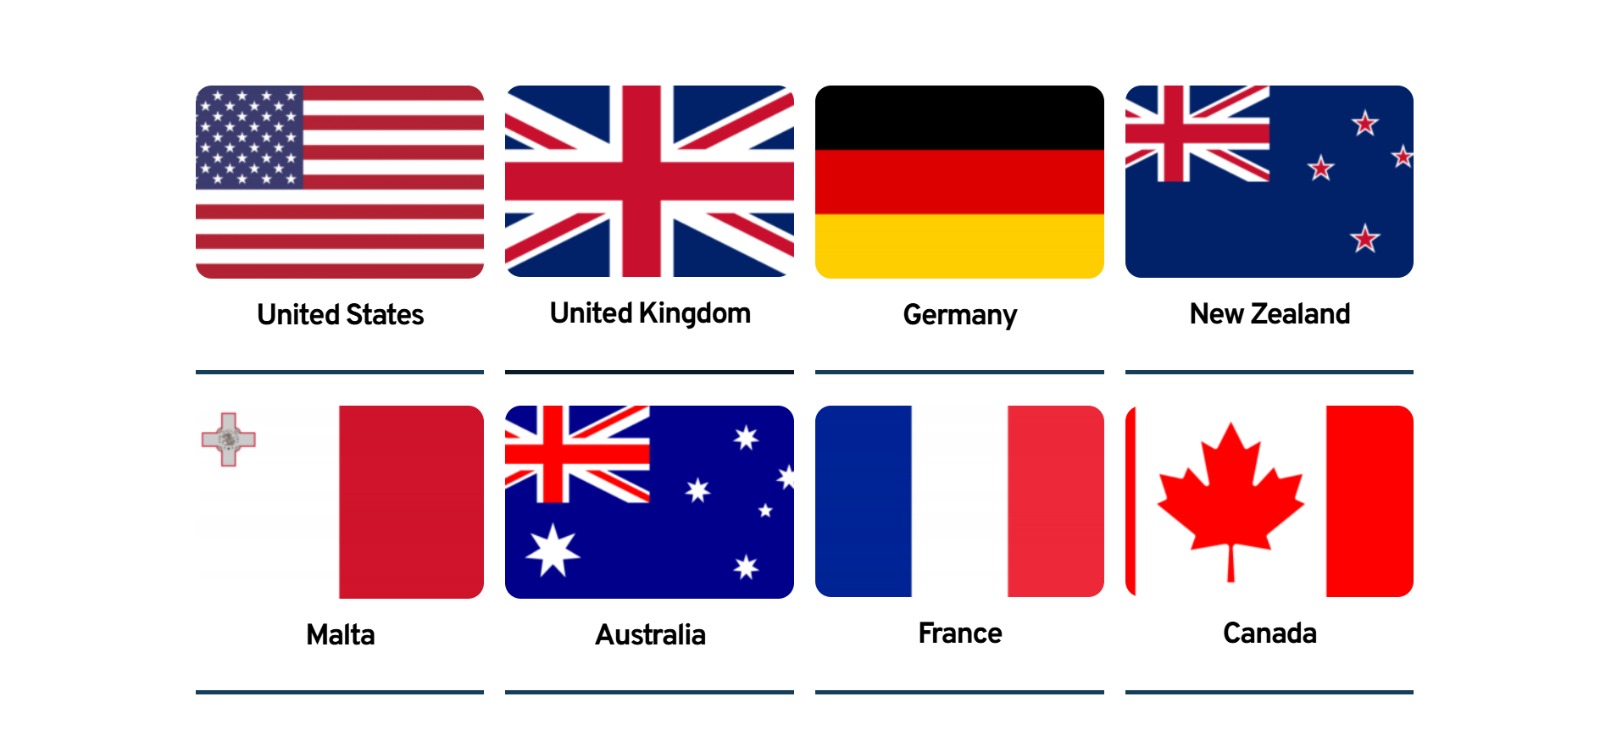 United States
United Kingdom
Germany
New Zealand
Malta
Australia
France
Canada